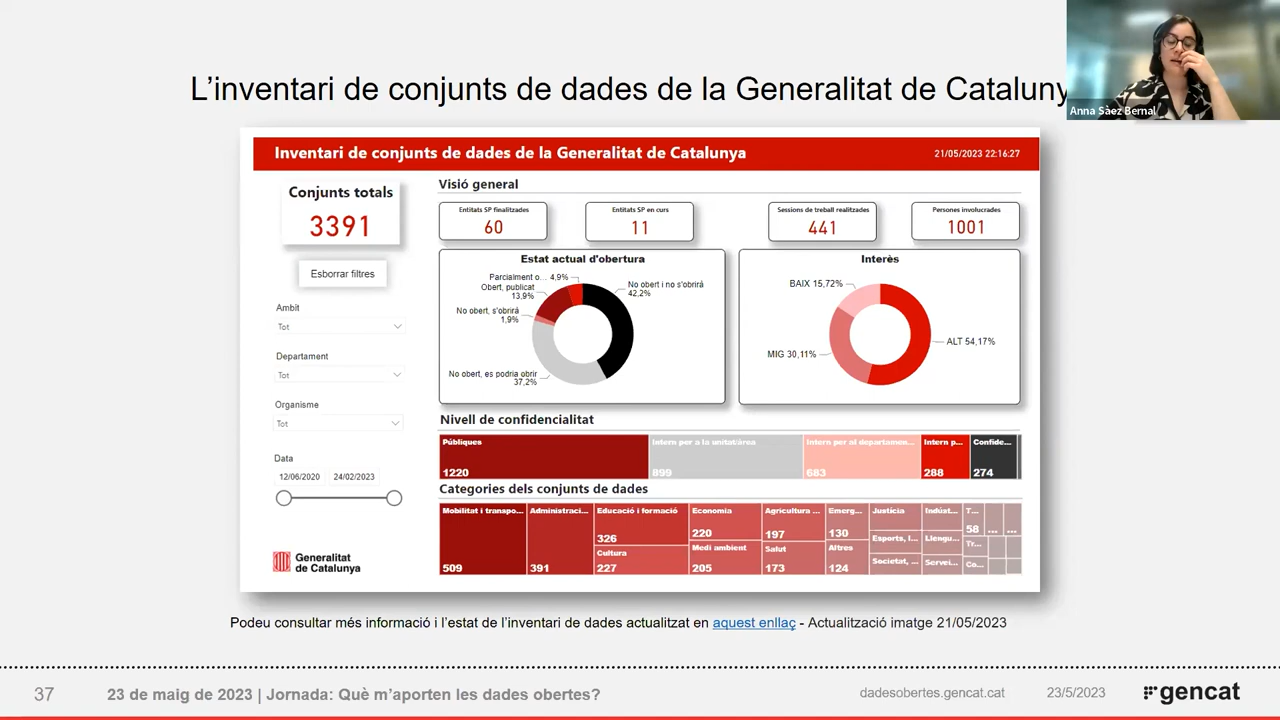 L'inventari de conjunts de dades de la Generalitat de Cataluny
Anna Sàez Bernal
Inventari de conjunts de dades de la Generalitat de Catalunya
21/05/2023 22:16:27
Conjunts totals
3391
Esborrar filtres
Àmbit
Tot
Departament
Tot
Organisme
Tot
Data
12/06/2020 24/02/2023
Generalitat
de Catalunya
Visió general
Entitats SP finalitzades
60
Entitats SP en curs
11
Sessions de treball realitzades
441
Persones involucrades
1001
Estat actual d'obertura
Parcialment o... 4,9%
Obert, publicat
13,9%
No obert, s'obrirà
1,9%
No obert i no s'obrirà
42,2%
No obert, es podria obrir
37,2%
Interès
BAIX 15,72%
MIG 30,11%
ALT 54,17%
Nivell de confidencialitat
Públiques
1220
Intern per a la unitat/àrea
899
Intern per al departamen...
683
Intern p...
288
Confide...
274
Categories dels conjunts de dades
Mobilitat i transpo...
509
Administraci...
391
Educació i formació
326
Cultura
227
Economia
220
Medi ambient
205
Agricultura ...
197
Salut
173
Emerg...
130
Altres
124
Justícia
Esports, l...
Societat, ...
Indúst...
Llengu...
Servei...
T...
58
Tr...
Co...
...
...
Podeu consultar més informació i l'estat de l'inventari de dades actualitzat en aquest enllaç - Actualització imatge 21/05/2023
37
23 de maig de 2023 | Jornada: Què m'aporten les dades obertes?
dadesobertes.gencat.cat
23/5/2023
gencat